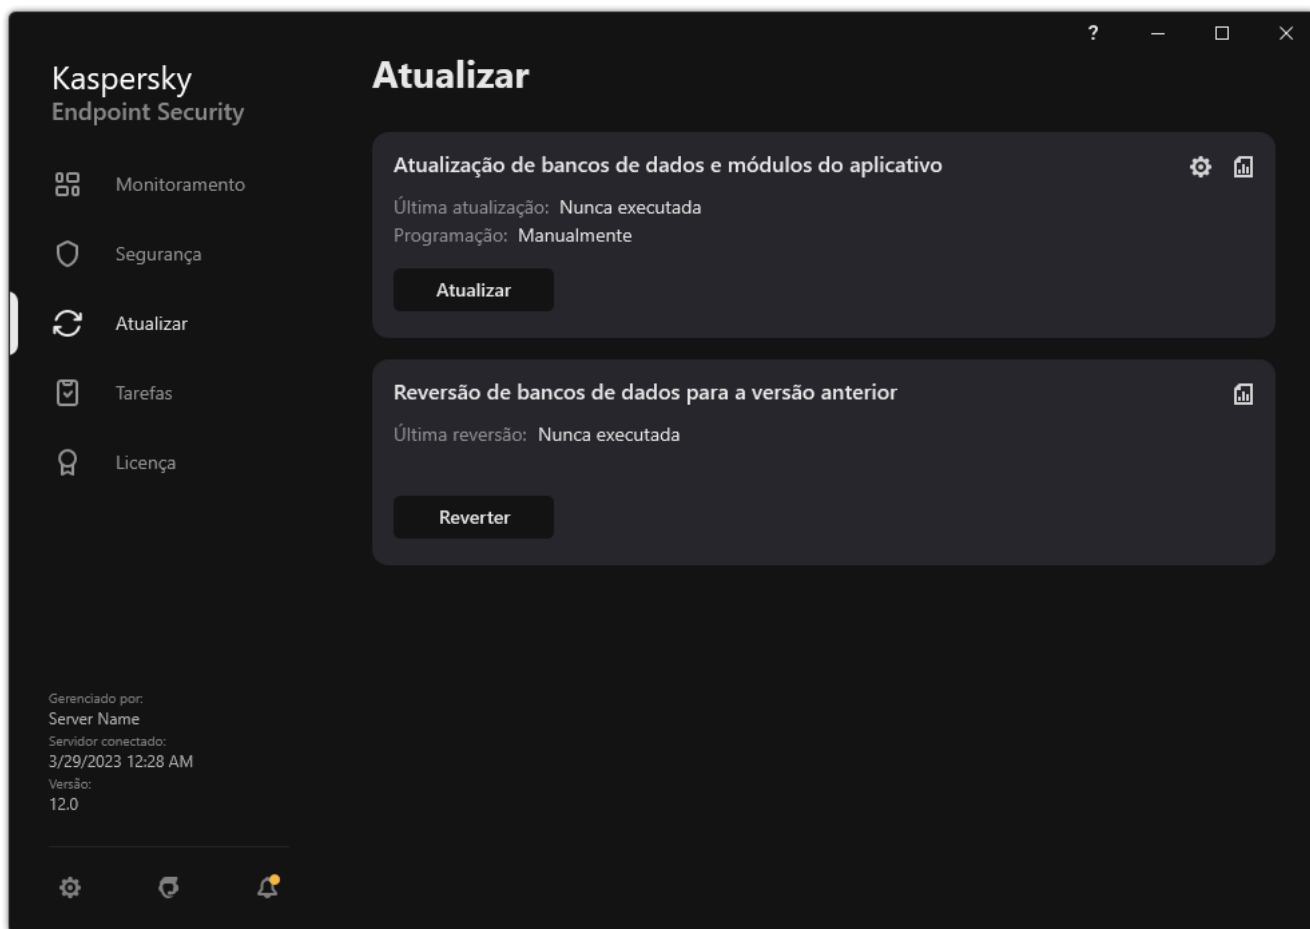 ?
Kaspersky
Endpoint Security
Monitoramento
Segurança
Atualizar
Tarefas
Licença
Gerenciado por:
Server Name
Servidor conectado:
3/29/2023 12:28 AM
Versão:
12.0
Atualizar
Atualização de bancos de dados e módulos do aplicativo
Última atualização: Nunca executada
Programação: Manualmente
Atualizar
Reversão de bancos de dados para a versão anterior
Última reversão: Nunca executada
Reverter